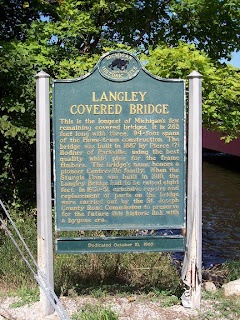 LANGLEY
COVERED BRIDGE
This is the longest of Michigan's few
remaining covered bridges. It is 282
feet long with three 94-foot spans
of the Howe-truss construction. The
bridge was built in 1887 by Pierce
Bodner of Parkville, using the best
quality white pine for the frame
timbers. The bridge's name honors a
pioneer Centreville family. When the
Sturgis Dam was built in 1910, the
Langley Bridge had to be raised eight
feet. In 1950-51 extensive repairs and
replacement of parts on the bridge
were carried out by the St. Joseph
County Road Commission to preserve
for the future this historic link with
a bygone era.
Dedicated October 10, 1965